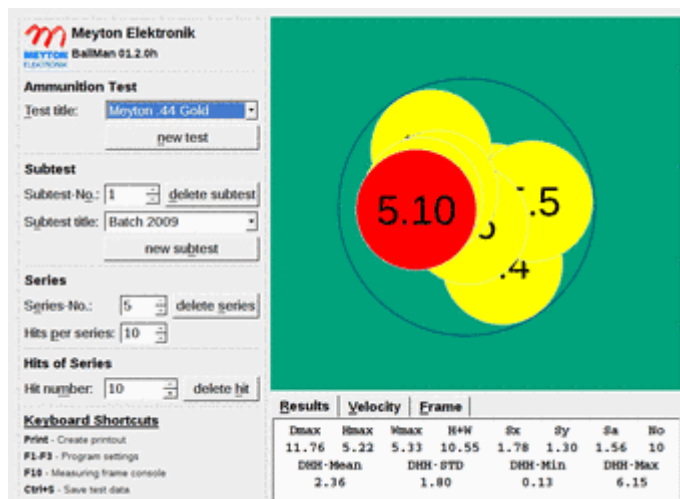 Meyton Elektronik
MEYTON
ELEKTRONIK
BallMan 01.2.0h
Ammunition Test
Test title: Meyton .44 Gold
new test
Subtest
Subtest-No.: 1 delete subtest
Subtest title: Batch 2009
new subtest
Series
Series-No.: 5 delete series
Hits per series: 10
Hits of Series
Hit number: 10 delete hit
Keyboard Shortcuts
Print - Create printout
F1-F3 - Program settings
F10 - Measuring frame console
Ctrl+S - Save test data
5.10
.5
.4
Results Velocity Frame
Dmax Hmax Wmax H+W Sx Sy Sa No
11.76 5.22 5.33 10.55 1.78 1.30 1.56 10
DHH-Mean DHH-STD DHH-Min DHH-Max
2.36 1.80 0.13 6.15